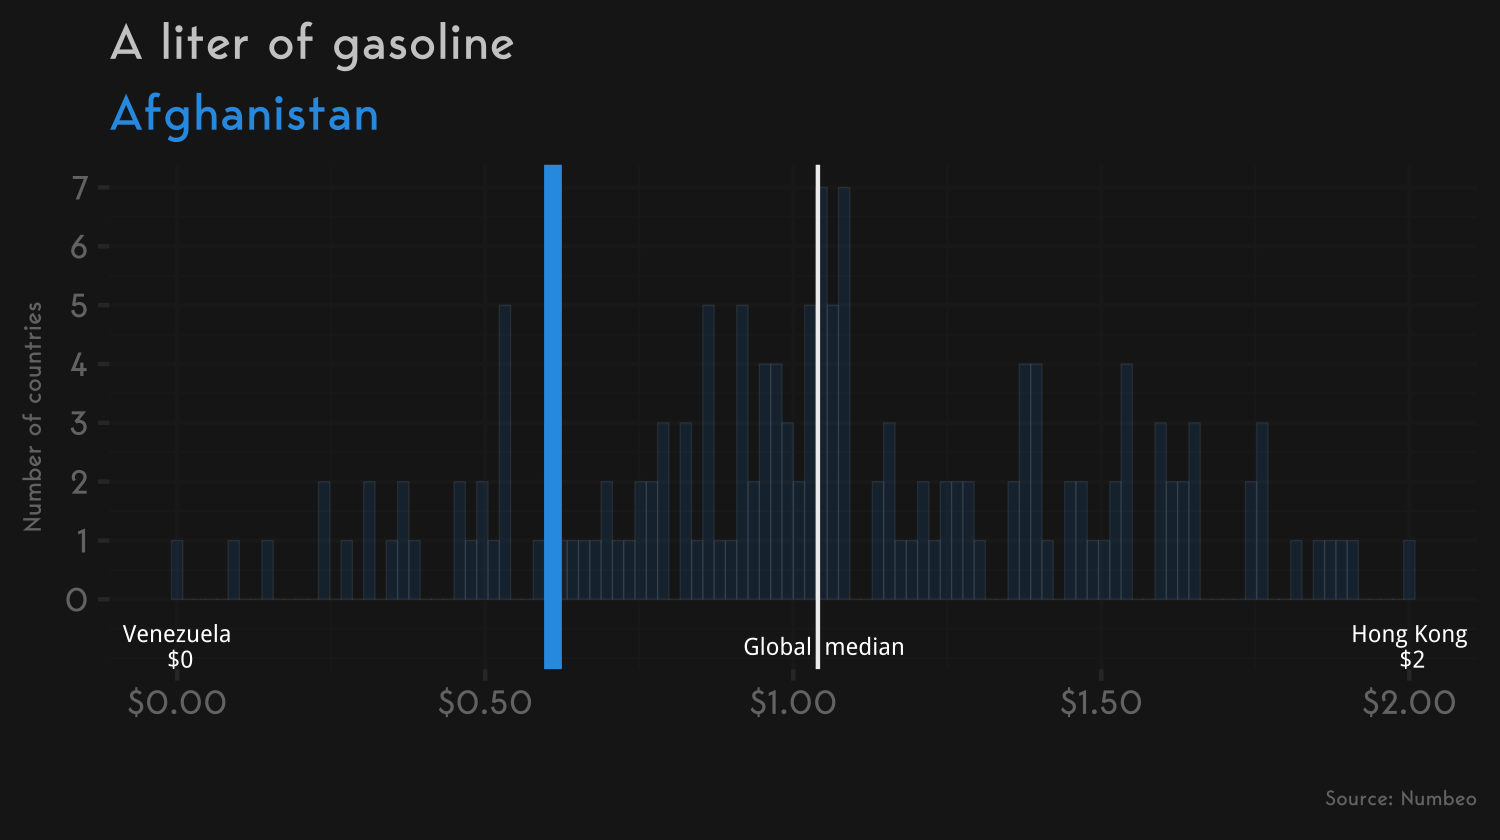 A liter of gasoline
Afghanistan
Number of countries
7
6
5
4
3
2
1
0
Venezuela
$0
Global median
Hong Kong
$2
$0.00 $0.50 $1.00 $1.50 $2.00
Source: Numbeo